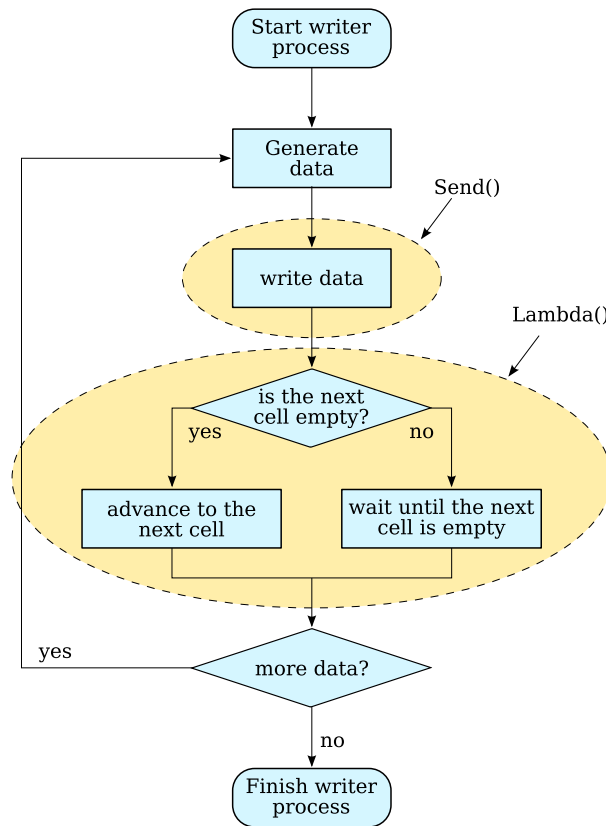 Start writer
process
Generate
data
Send()
write data
Lambda()
is the next
cell empty?
yes
no
advance to the
next cell
wait until the next
cell is empty
yes
more data?
no
Finish writer
process